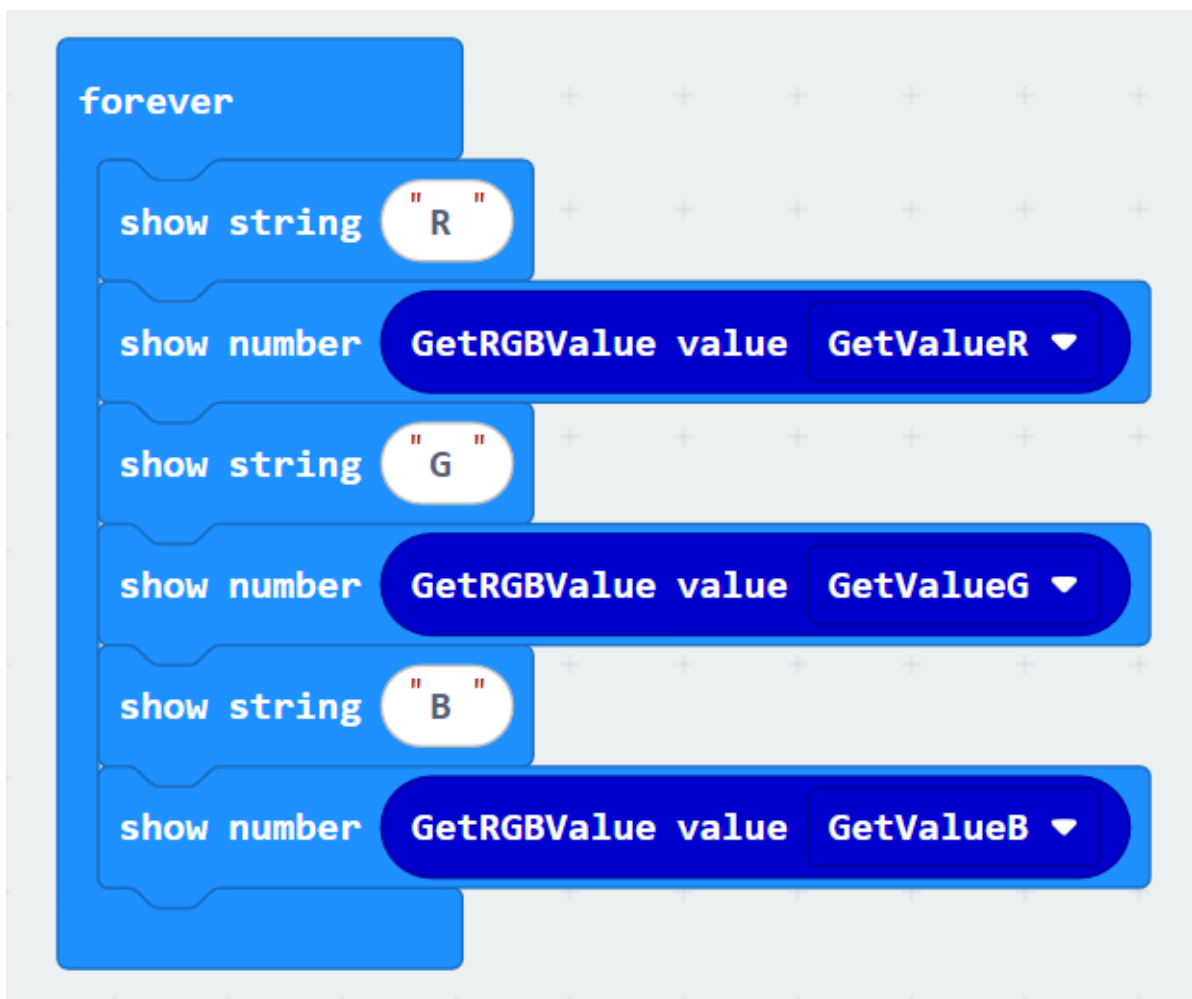 forever
show string "R"
show number GetRGBValue value GetValueR
show string "G"
show number GetRGBValue value GetValueG
show string "B"
show number GetRGBValue value GetValueB